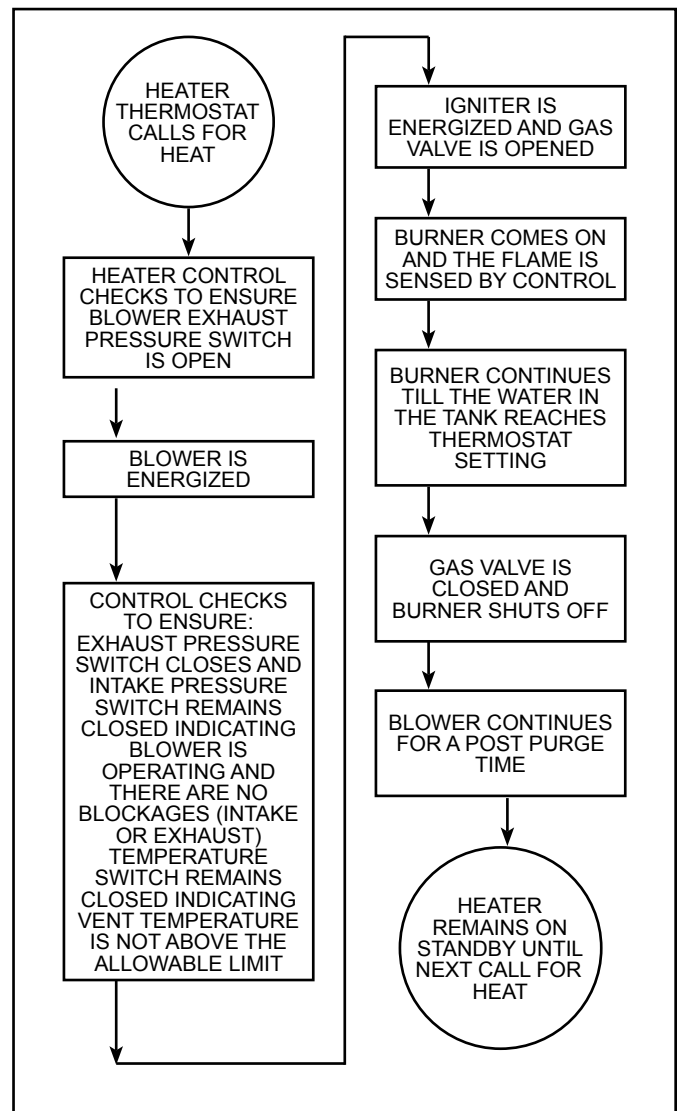 HEATER
THERMOSTAT
CALLS FOR
HEAT
HEATER CONTROL
CHECKS TO ENSURE
BLOWER EXHAUST
PRESSURE SWITCH
IS OPEN
BLOWER IS
ENERGIZED
CONTROL CHECKS
TO ENSURE:
EXHAUST PRESSURE
SWITCH CLOSES AND
INTAKE PRESSURE
SWITCH REMAINS
CLOSED INDICATING
BLOWER IS
OPERATING AND
THERE ARE NO
BLOCKAGES (INTAKE
OR EXHAUST)
TEMPERATURE
SWITCH REMAINS
CLOSED INDICATING
VENT TEMPERATURE
IS NOT ABOVE THE
ALLOWABLE LIMIT
IGNITER IS
ENERGIZED AND GAS
VALVE IS OPENED
BURNER COMES ON
AND THE FLAME IS
SENSED BY CONTROL
BURNER CONTINUES
TILL THE WATER IN
THE TANK REACHES
THERMOSTAT
SETTING
GAS VALVE IS
CLOSED AND
BURNER SHUTS OFF
BLOWER CONTINUES
FOR A POST PURGE
TIME
HEATER
REMAINS ON
STANDBY UNTIL
NEXT CALL FOR
HEAT